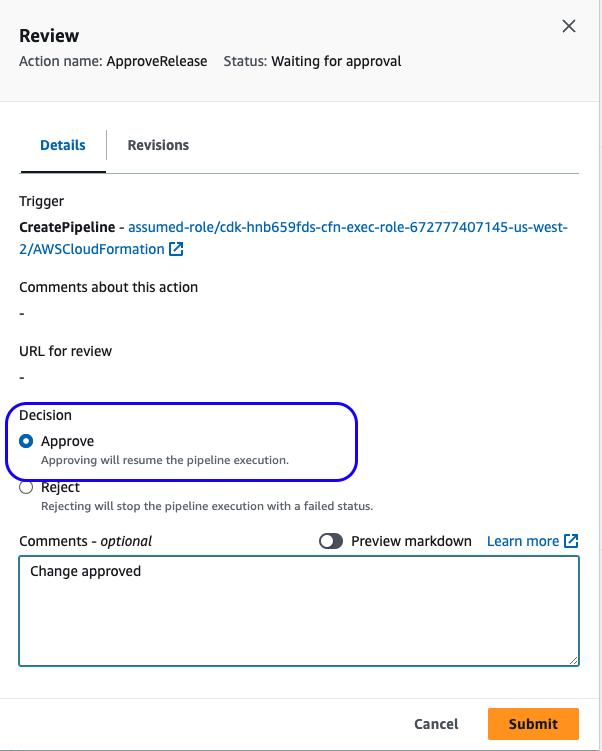 Review
Action name: ApproveRelease Status: Waiting for approval
Details Revisions
Trigger
CreatePipeline - assumed-role/cdk-hnb659fds-cfn-exec-role-672777407145-us-west-
2/AWSCloudFormation
Comments about this action
-
URL for review
-
Decision
Approve
Approving will resume the pipeline execution.
Reject
Rejecting will stop the pipeline execution with a failed status.
Comments - optional Preview markdown Learn more
Change approved
Cancel Submit